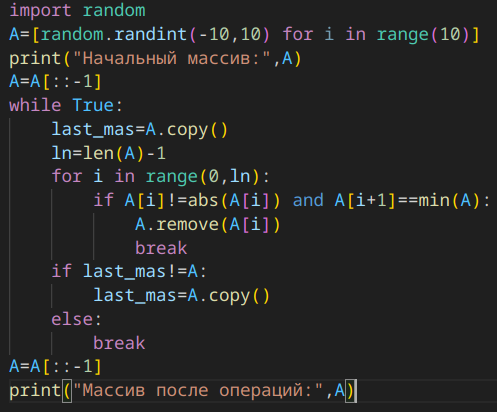 import random
A=[random.randint(-10,10) for i in range(10)]
print("Начальный массив:",A)
A=A[::-1]
while True:
    last_mas=A.copy()
    ln=len(A)-1
    for i in range(0,ln):
        if A[i]!=abs(A[i]) and A[i+1]==min(A):
            A.remove(A[i])
            break
    if last_mas!=A:
        last_mas=A.copy()
    else:
        break
A=A[::-1]
print("Массив после операций:",A)